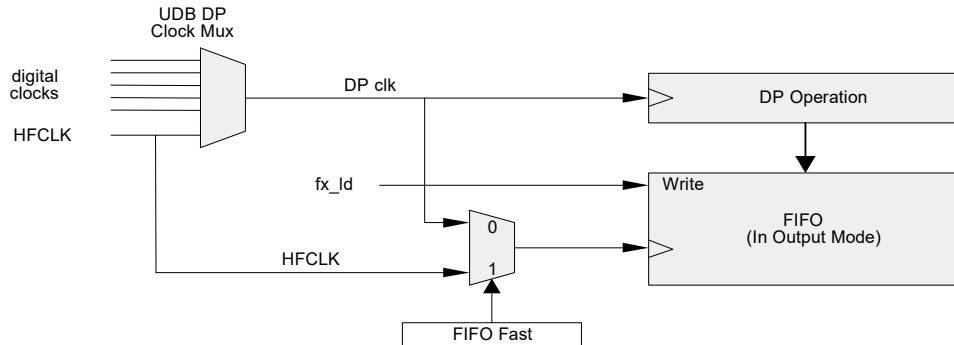 UDB DP
Clock Mux
digital
clocks
HFCLK
DP clk
DP Operation
fx_ld
Write
FIFO
(In Output Mode)
0
1
HFCLK
FIFO Fast